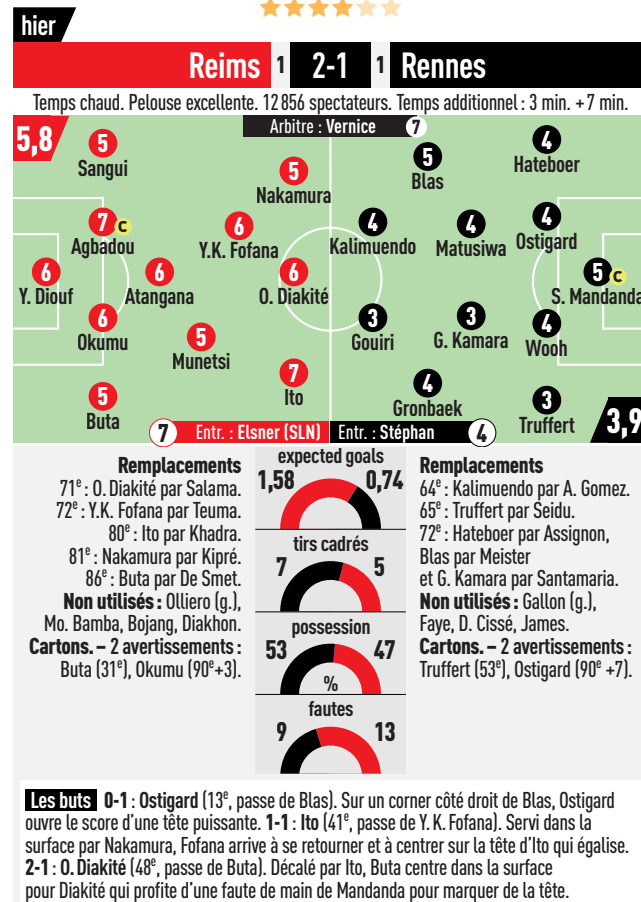 hier
Reims 1 2-1 1 Rennes
Temps chaud. Pelouse excellente. 12 856 spectateurs. Temps additionnel : 3 min. + 7 min.
Arbitre : Vernice 7
5,8
5
Sangui
5
Nakamura
5
Blas
4
Hateboer
7 C
Agbadou
6
Y.K. Fofana
4
Kalimuendo
4
Matusiwa
4
Ostigard
6
Y. Diouf
6
Atangana
6
O. Diakité
5 C
S. Mandanda
6
Okumu
5
Munetsi
3
Gouiri
3
G. Kamara
4
Wooh
5
Buta
7
Ito
4
Gronbaek
3
Truffert
3,9
7 Entr. : Elsner (SLN) Entr. : Stéphan 4
Remplacements
71e : O. Diakité par Salama.
72e : Y.K. Fofana par Teuma.
80e : Ito par Khadra.
81e : Nakamura par Kipré.
86e : Buta par De Smet.
Non utilisés : Olliero (g.),
Mo. Bamba, Bojang, Diakhon.
Cartons. – 2 avertissements :
Buta (31e), Okumu (90e+3).
expected goals
1,58 0,74
tirs cadrés
7 5
possession
53 47
%
fautes
9 13
Remplacements
64e : Kalimuendo par A. Gomez.
65e : Truffert par Seidu.
72e : Hateboer par Assignon,
Blas par Meister
et G. Kamara par Santamaria.
Non utilisés : Gallon (g.),
Faye, D. Cissé, James.
Cartons. – 2 avertissements :
Truffert (53e), Ostigard (90e +7).
Les buts 0-1 : Ostigard (13e, passe de Blas). Sur un corner côté droit de Blas, Ostigard
ouvre le score d'une tête puissante. 1-1 : Ito (41e, passe de Y. K. Fofana). Servi dans la
surface par Nakamura, Fofana arrive à se retourner et à centrer sur la tête d'Ito qui égalise.
2-1 : O. Diakité (48e, passe de Buta). Décalé par Ito, Buta centre dans la surface
pour Diakité qui profite d'une faute de main de Mandanda pour marquer de la tête.